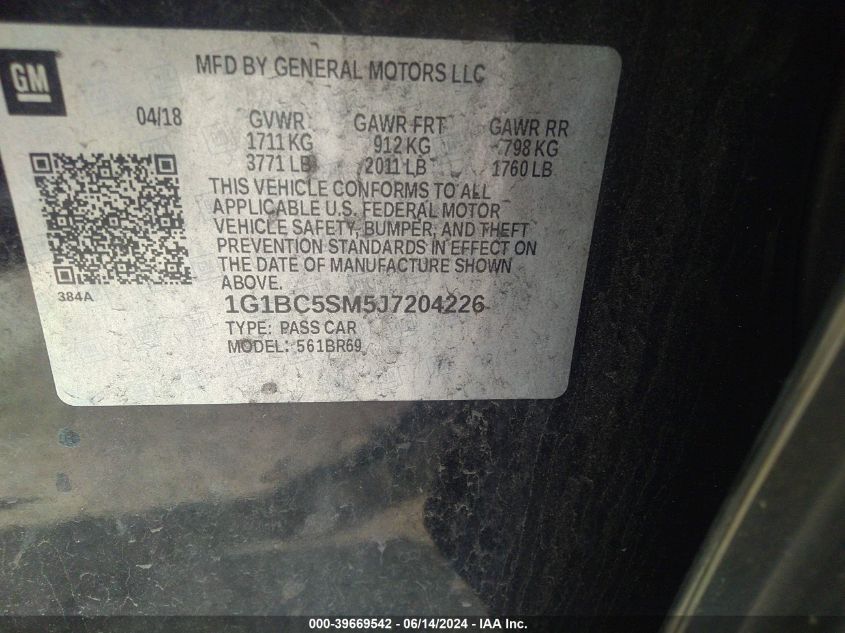 GM
MFD BY GENERAL MOTORS LLC
04/18
GVWR GAWR FRT GAWR RR
1711 KG 912 KG 798 KG
3771 LB 2011 LB 1760 LB
THIS VEHICLE CONFORMS TO ALL
APPLICABLE U.S. FEDERAL MOTOR
VEHICLE SAFETY, BUMPER, AND THEFT
PREVENTION STANDARDS IN EFFECT ON
THE DATE OF MANUFACTURE SHOWN
ABOVE.
384A
1G1BC5SM5J7204226
TYPE: PASS CAR
MODEL: 561BR69
000-39669542 - 06/14/2024 - IAA Inc.